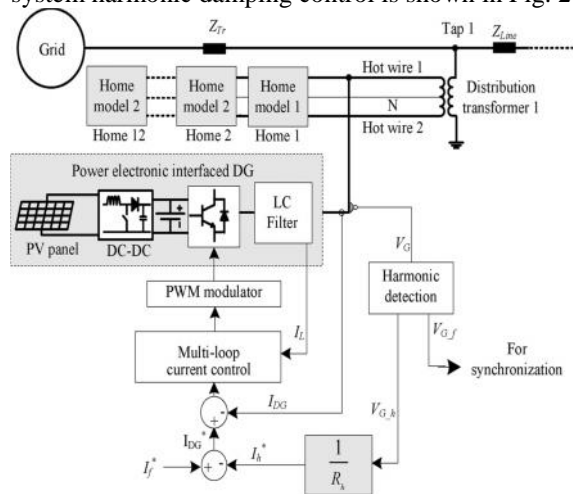 system harmonic damping control is shown in Fig. 2
Grid
Z_Tr
Tap 1
Z_Line
Hot wire 1
N
Hot wire 2
Distribution
transformer 1
Home
model 2
Home
model 2
Home
model 1
Home 12
Home 2
Home 1
Power electronic interfaced DG
PV panel
DC-DC
LC
Filter
PWM modulator
Multi-loop
current control
I_L
V_G
Harmonic
detection
V_G_f
For
synchronization
V_G_h
I_DG
I_DG*
I_f*
I_h*
1
R_h